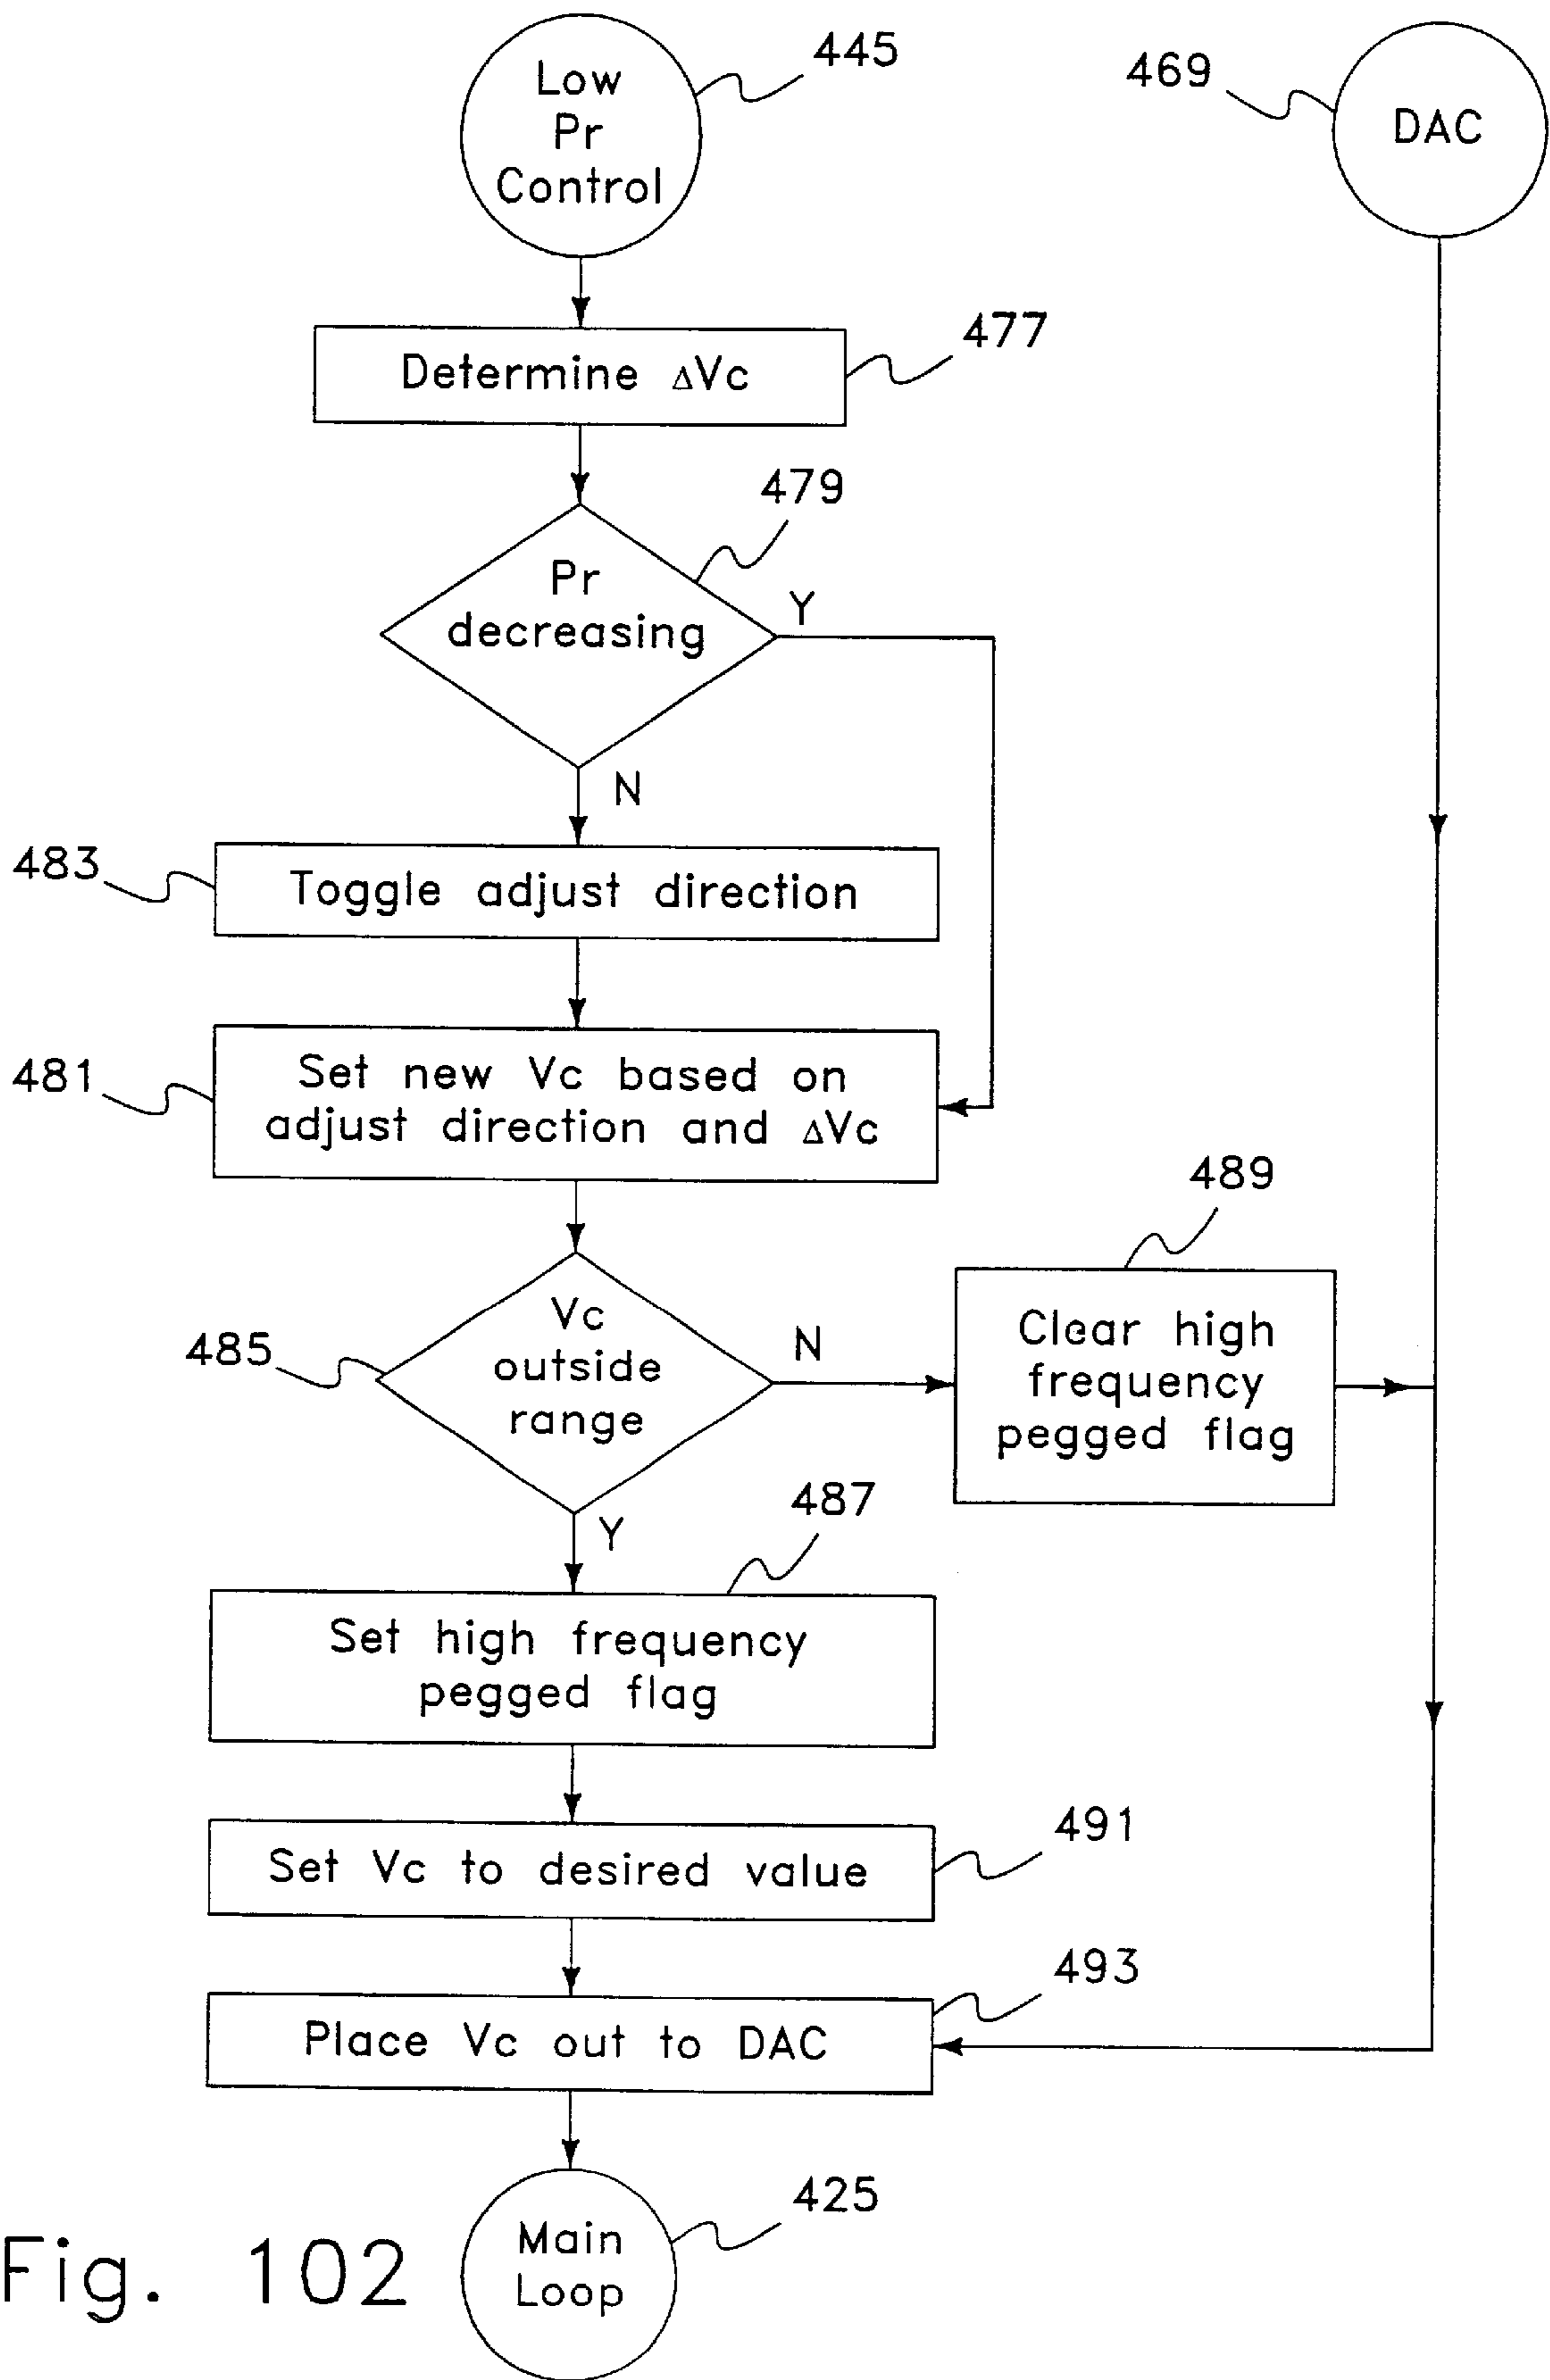 Low
Pr
Control
445
469
DAC
Determine ΔVc
477
Pr
decreasing
479
Y
N
483
Toggle adjust direction
481
Set new Vc based on
adjust direction and ΔVc
485
Vc
outside
range
N
489
Clear high
frequency
pegged flag
Y
487
Set high frequency
pegged flag
Set Vc to desired value
491
Place Vc out to DAC
493
Main
Loop
425
Fig. 102